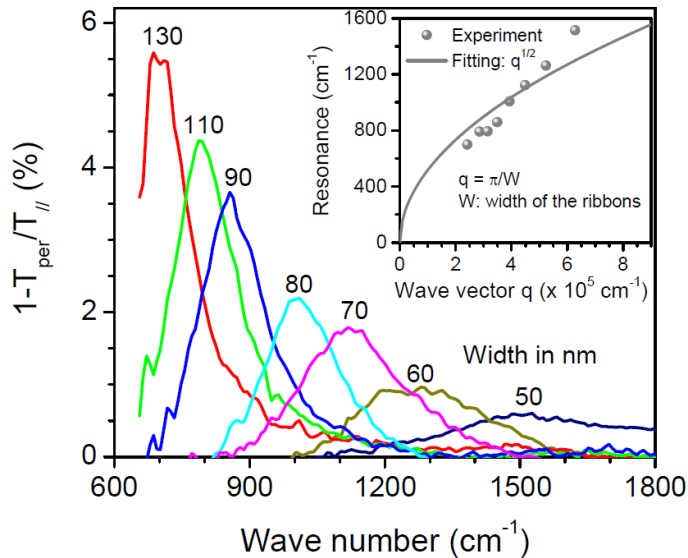 6
4
2
0
1-T_per/T_// (%)
600 900 1200 1500 1800
Wave number (cm⁻¹)
130
110
90
80
70
60
50
Width in nm
1600
1200
800
400
0
Resonance (cm⁻¹)
Experiment
Fitting: q^1/2
q = π/W
W: width of the ribbons
0 2 4 6 8
Wave vector q (x 10⁵ cm⁻¹)